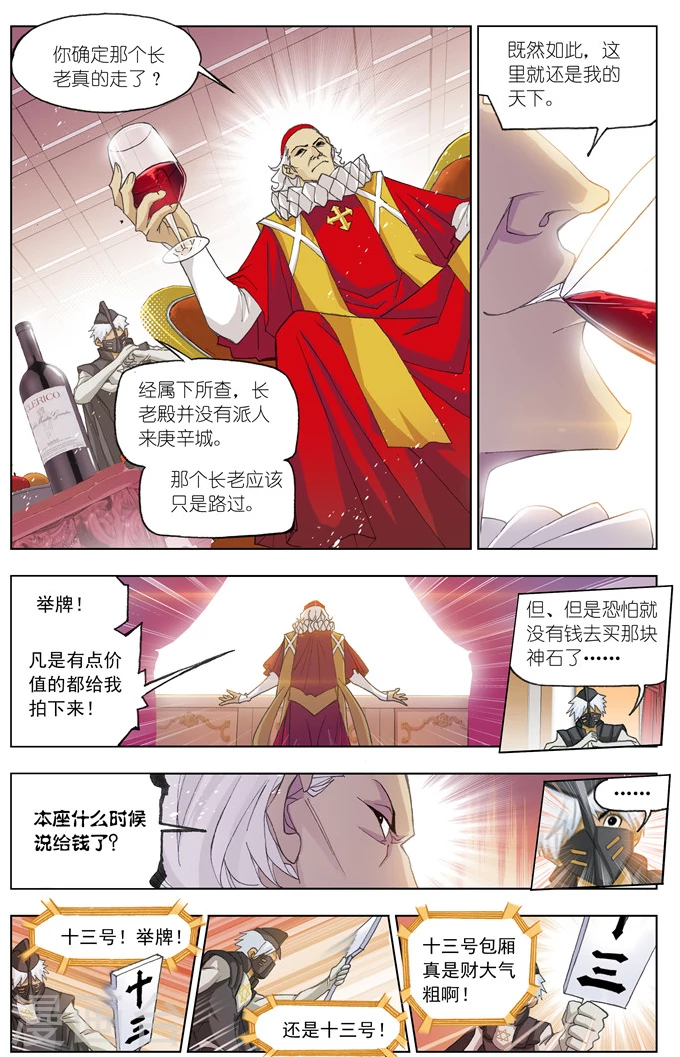 你确定那个长
老真的走了？
既然如此，这
里就还是我的
天下。
CLERICO
经属下所查，长
老殿并没有派人
来庚辛城。
那个长老应该
只是路过。
举牌！
凡是有点价
值的都给我
拍下来！
但、但是恐怕就
没有钱去买那块
神石了……
本座什么时候
说给钱了？
……
十三号！举牌！
十三
还是十三号！
十三号包厢
真是财大气
粗啊！
十三